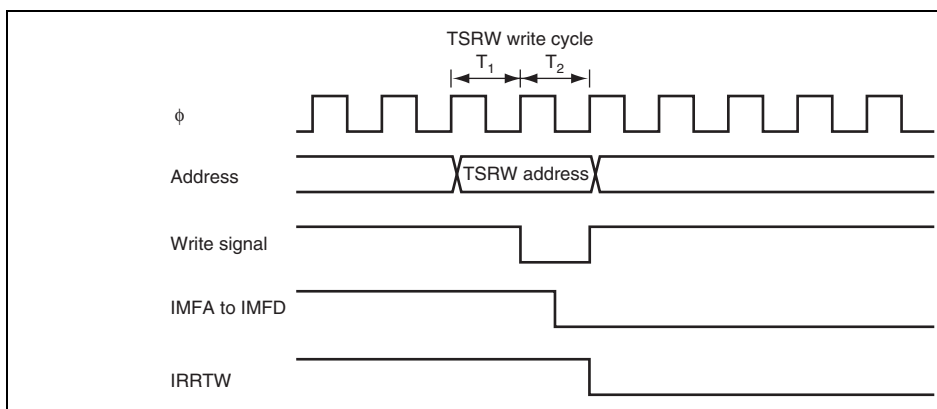 TSRW write cycle
T1 T2
ϕ
Address
TSRW address
Write signal
IMFA to IMFD
IRRTW